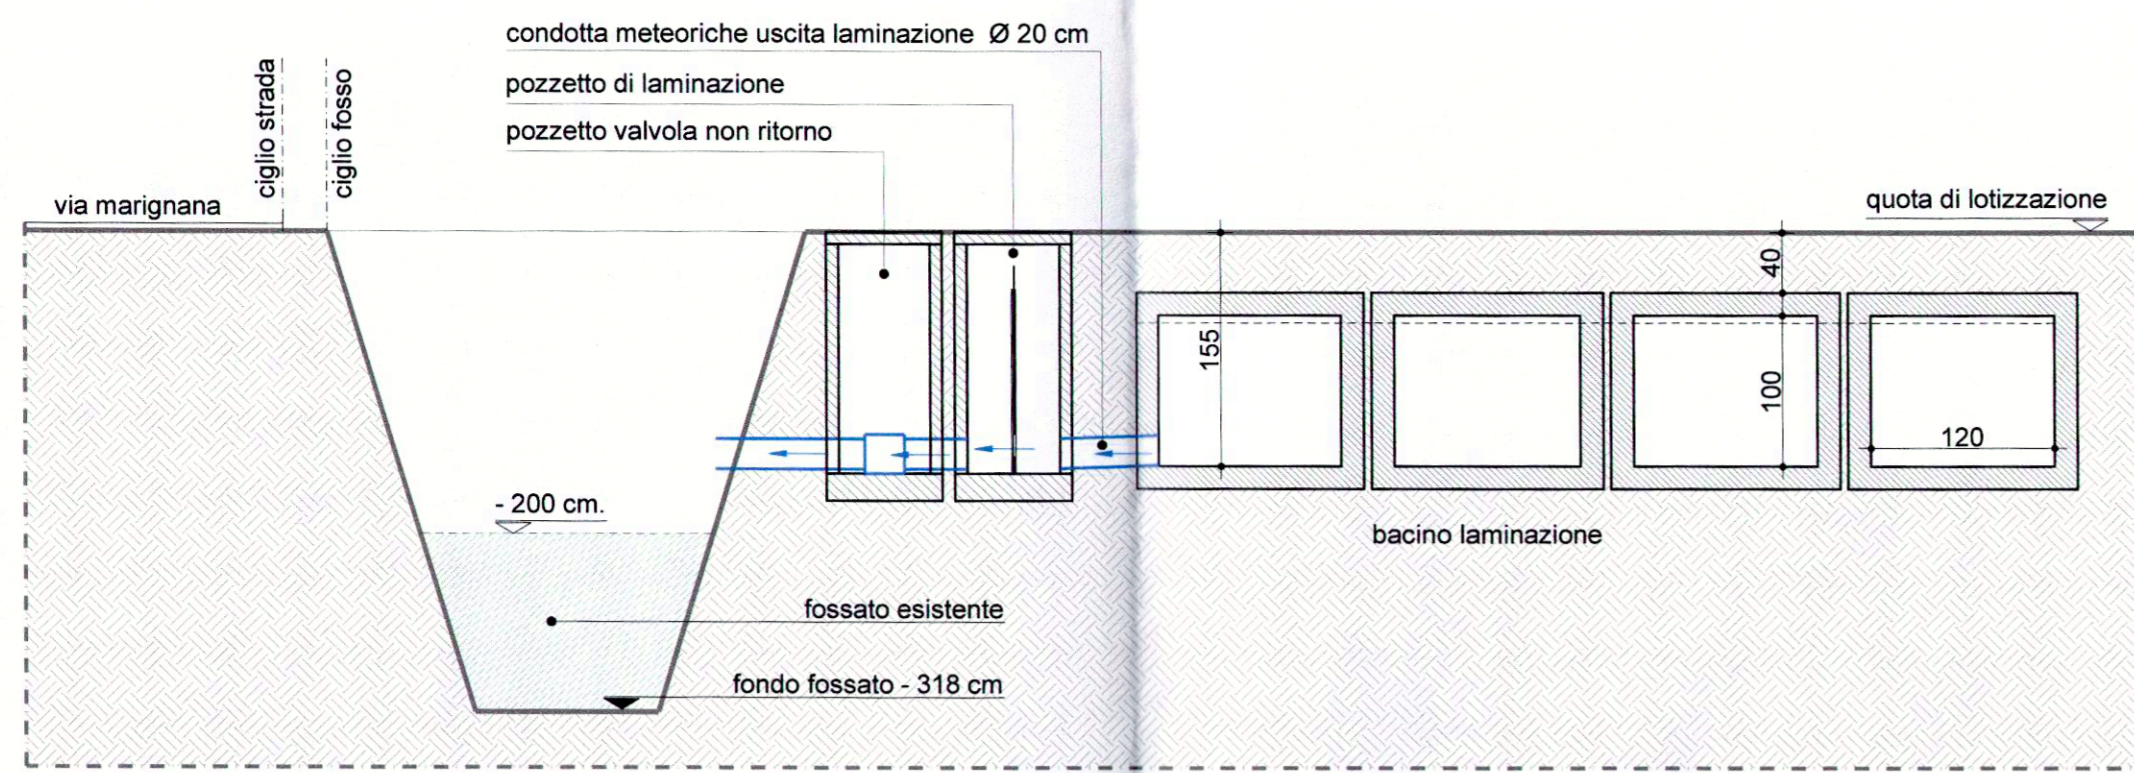 condotta meteoriche uscita laminazione Ø 20 cm
pozzetto di laminazione
pozzetto valvola non ritorno
ciglio strada
ciglio fosso
via marignana
quota di lotizzazione
40
155
100
120
- 200 cm.
bacino laminazione
fossato esistente
fondo fossato - 318 cm